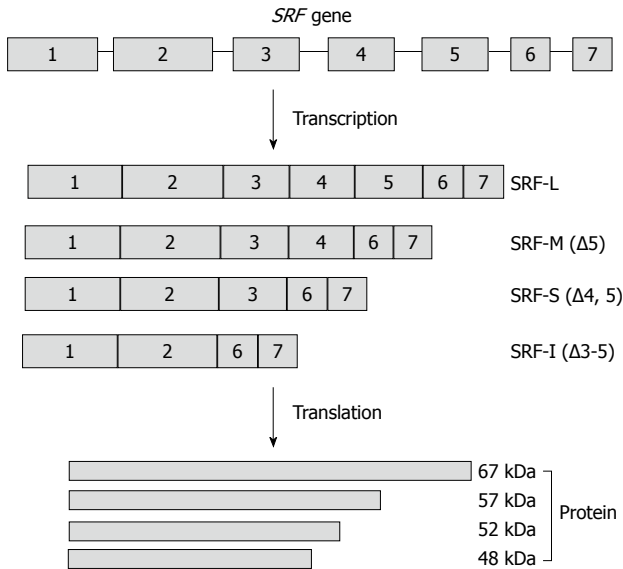 SRF gene
1 2 3 4 5 6 7
Transcription
1 2 3 4 5 6 7 SRF-L
1 2 3 4 6 7 SRF-M (Δ5)
1 2 3 6 7 SRF-S (Δ4, 5)
1 2 6 7 SRF-I (Δ3-5)
Translation
67 kDa
57 kDa
Protein
52 kDa
48 kDa